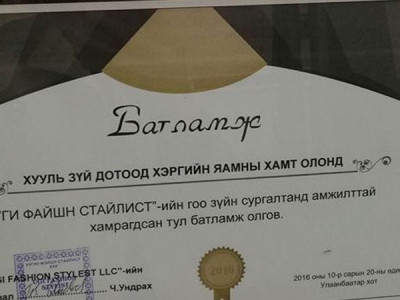 Батламж
ХУУЛЬ ЗҮЙ ДОТООД ХЭРГИЙН ЯАМНЫ ХАМТ ОЛОНД
ГИ ФАЙШН СТАЙЛИСТ"-ийн гоо зүйн сургалтанд амжилттай
хамрагдсан тул батламж олгов.
FASHION STYLEST LLC"-ийн
Ч.Ундрах
2016
2016 оны 10-р сарын 20-ны
Улаанбаатар хот